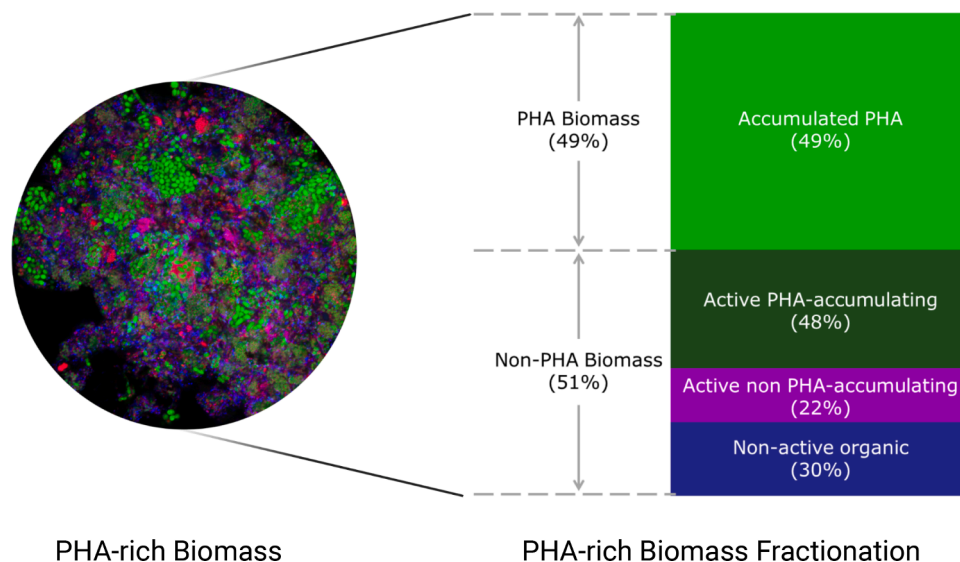 PHA Biomass
(49%)
Accumulated PHA
(49%)
Non-PHA Biomass
(51%)
Active PHA-accumulating
(48%)
Active non PHA-accumulating
(22%)
Non-active organic
(30%)
PHA-rich Biomass
PHA-rich Biomass Fractionation